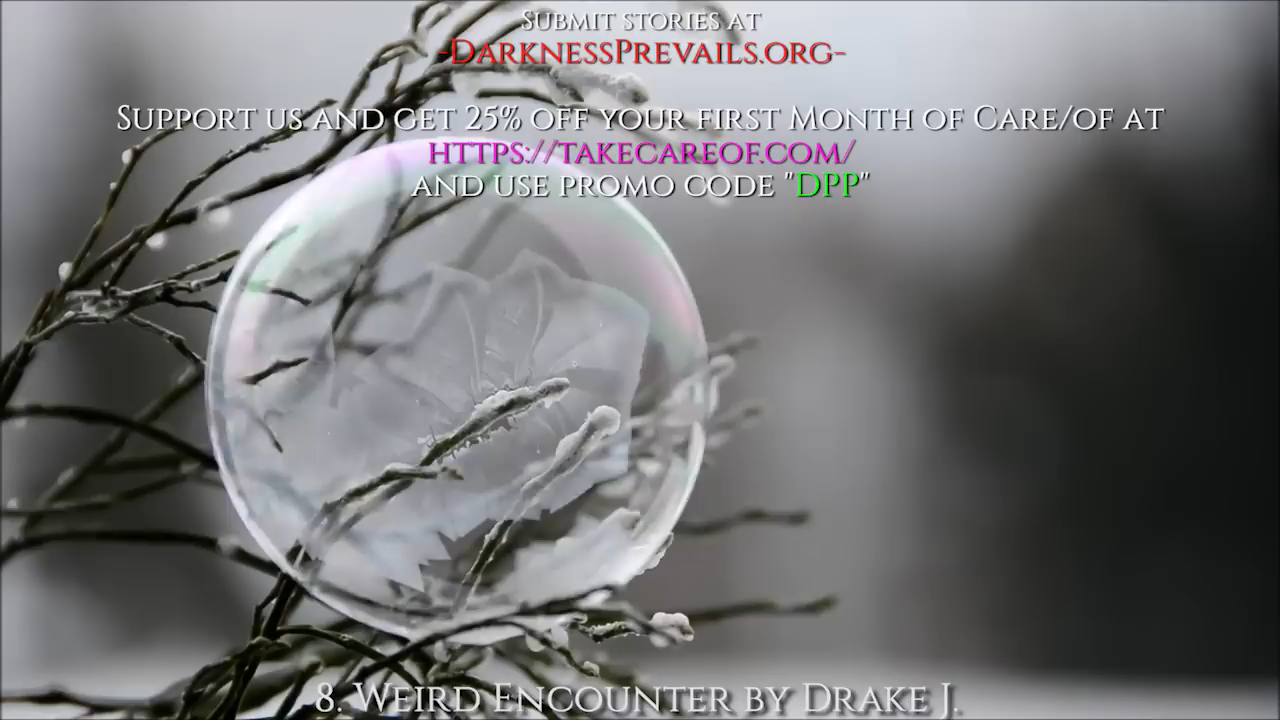 Submit stories at
-DarknessPrevails.org-
Support us and get 25% off your first Month of Care/of at
https://takecareof.com/
and use promo code "DPP"
8. Weird Encounter by Drake J.